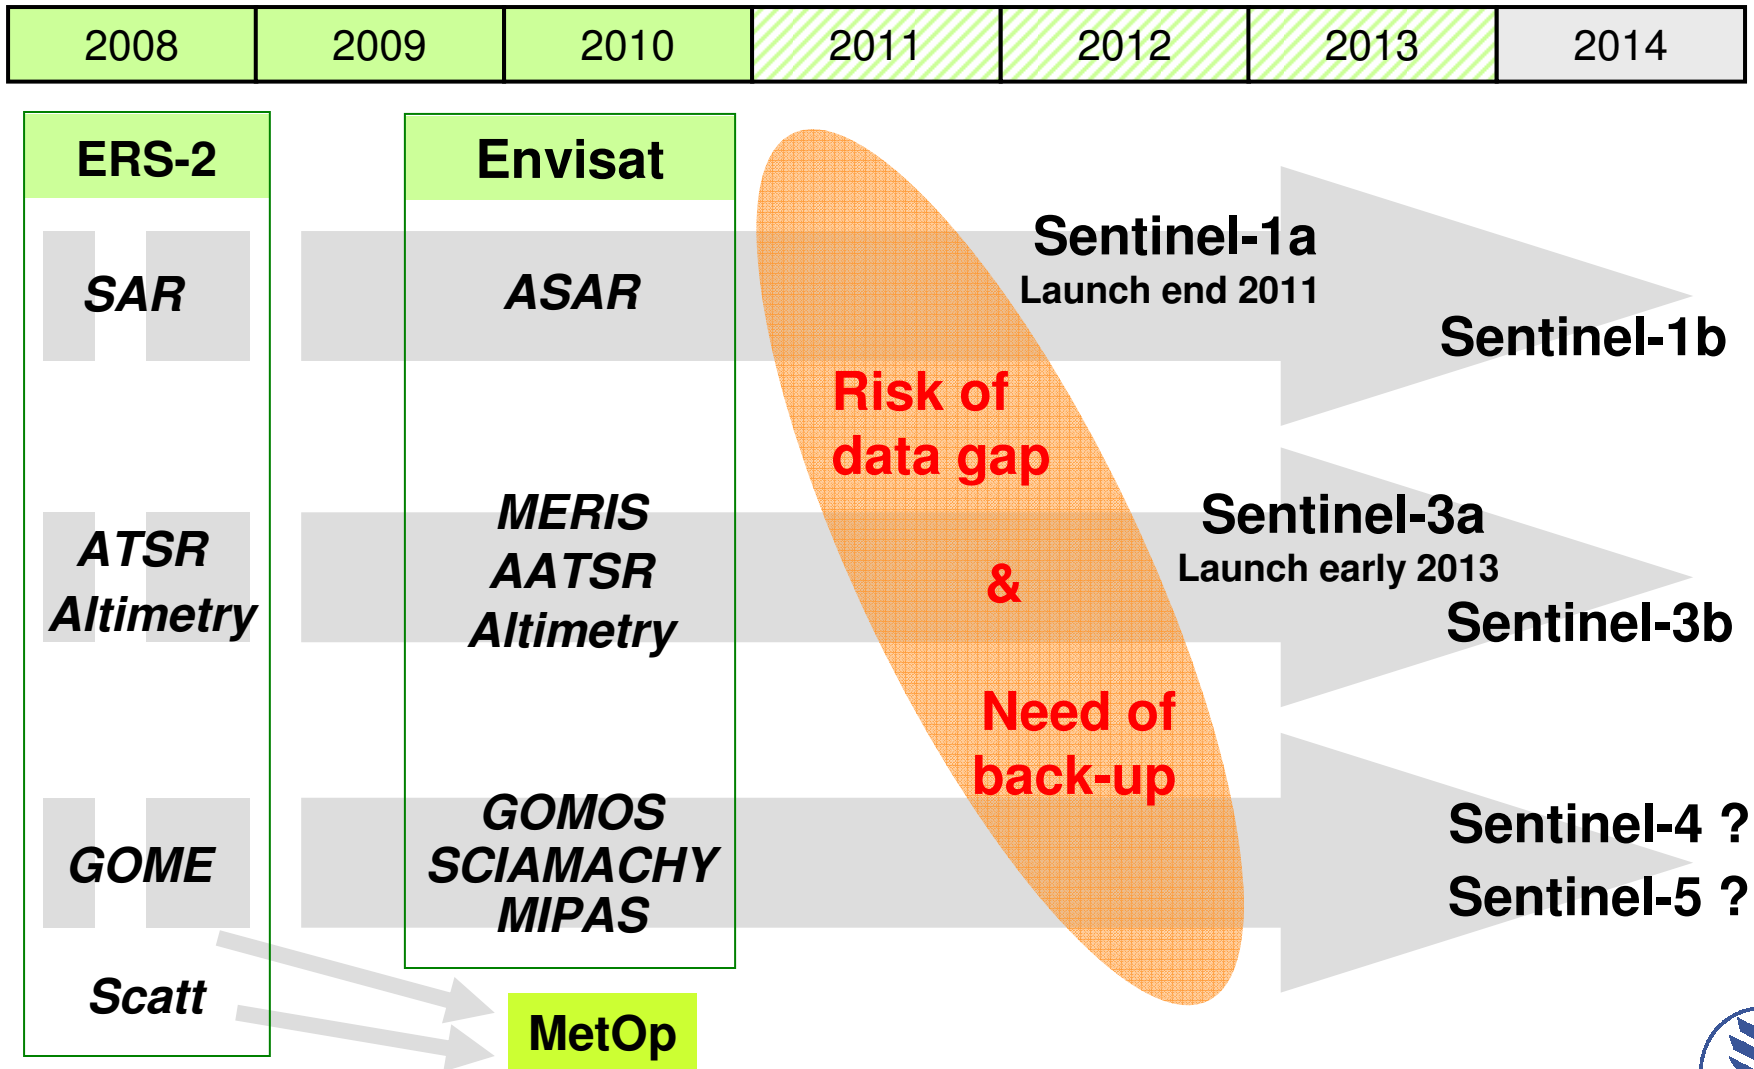 2008 2009 2010 2011 2012 2013 2014
ERS-2
SAR
ATSR
Altimetry
GOME
Scatt
Envisat
ASAR
MERIS
AATSR
Altimetry
GOMOS
SCIAMACHY
MIPAS
MetOp
Risk of
data gap
&
Need of
back-up
Sentinel-1a
Launch end 2011
Sentinel-1b
Sentinel-3a
Launch early 2013
Sentinel-3b
Sentinel-4 ?
Sentinel-5 ?